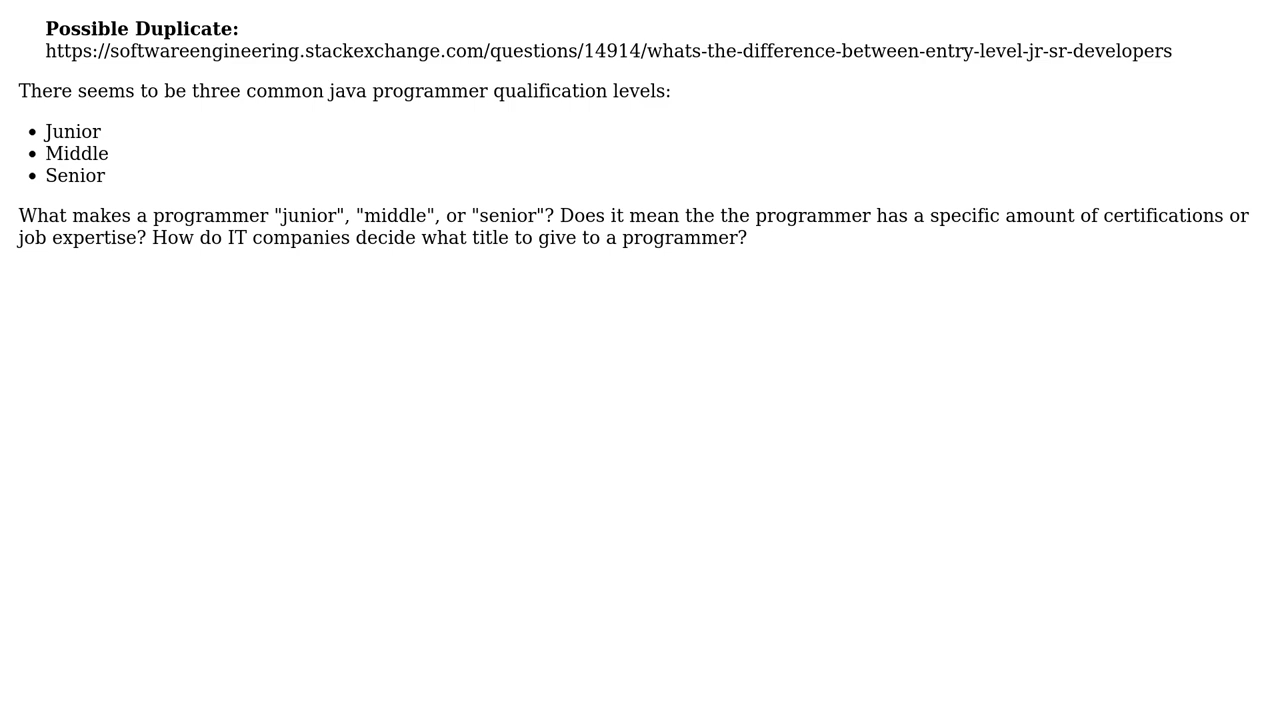 Possible Duplicate:
https://softwareengineering.stackexchange.com/questions/14914/whats-the-difference-between-entry-level-jr-sr-developers
There seems to be three common java programmer qualification levels:
• Junior
• Middle
• Senior
What makes a programmer "junior", "middle", or "senior"? Does it mean the the programmer has a specific amount of certifications or
job expertise? How do IT companies decide what title to give to a programmer?